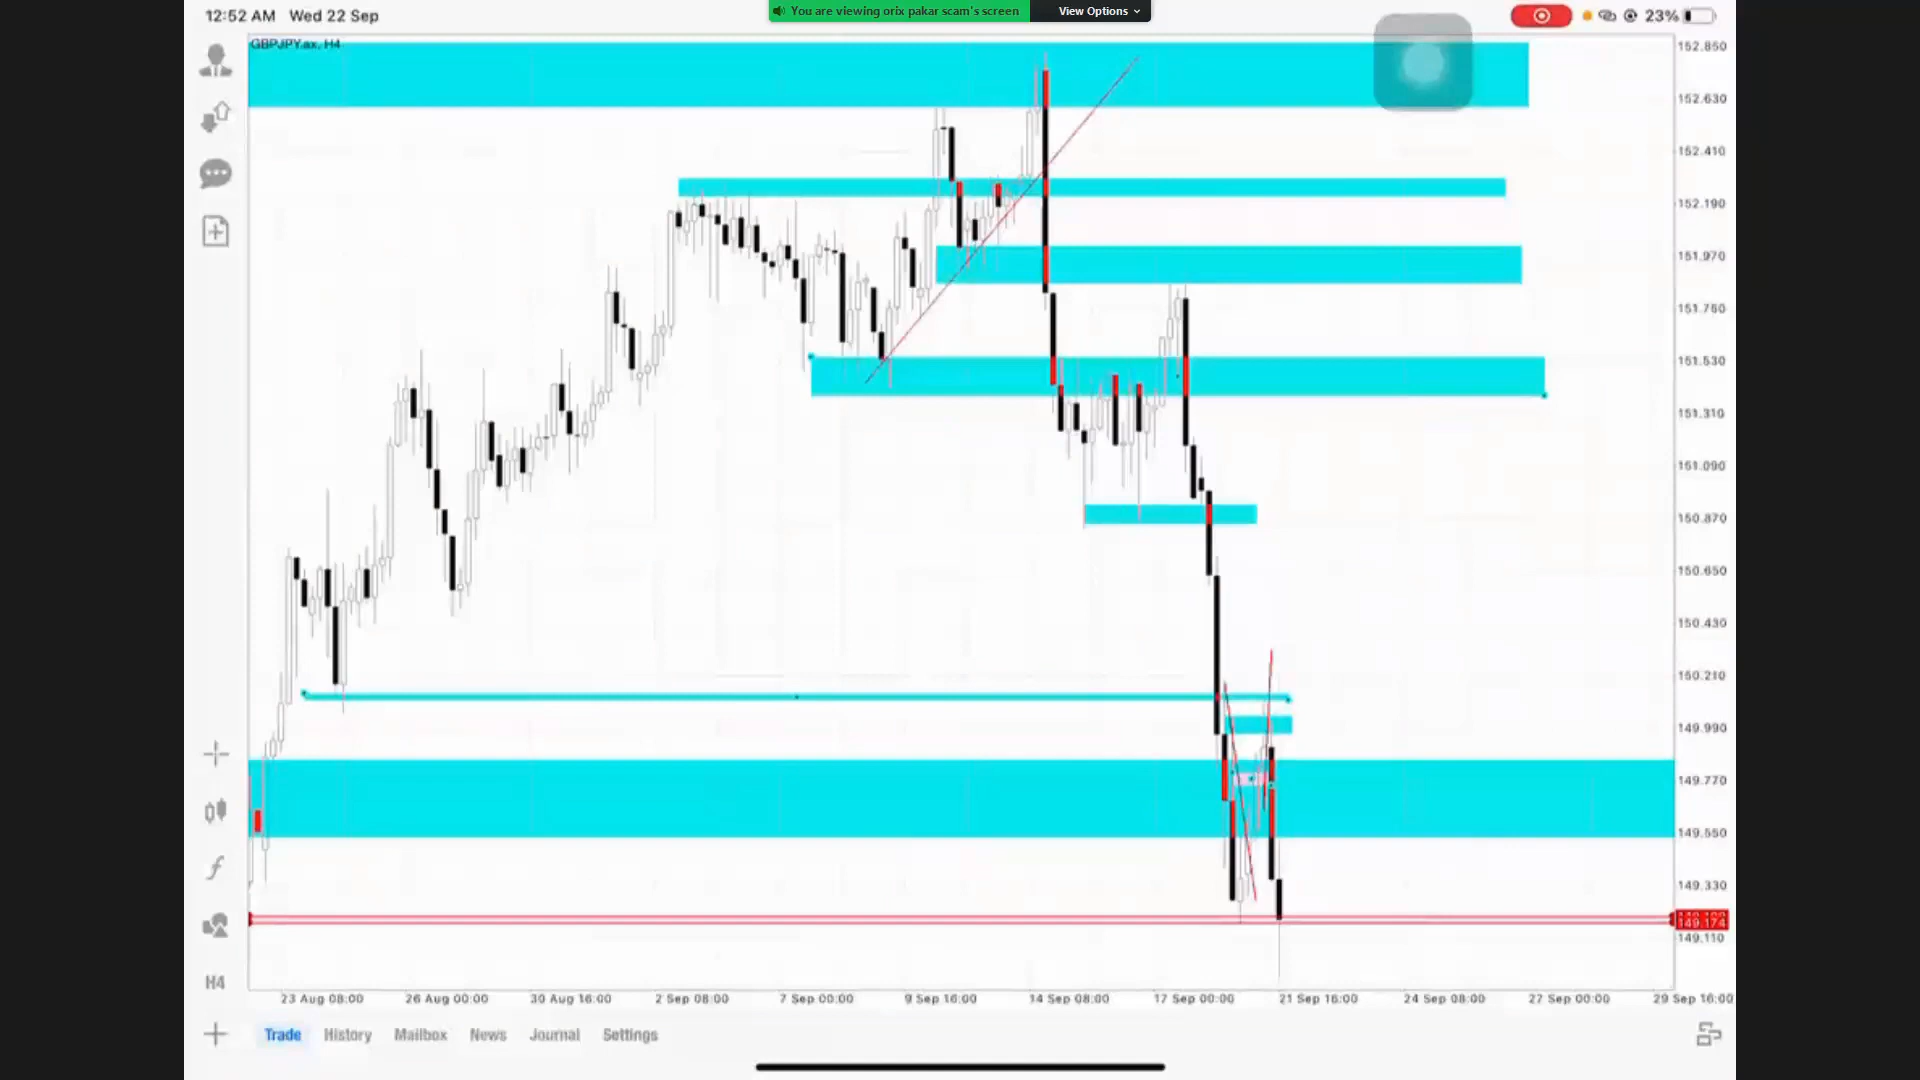 12:52 AM Wed 22 Sep
You are viewing orix pakar scam's screen
View Options
23%
GBPJPY.ax, H4
152.850
152.630
152.410
152.190
151.970
151.750
151.530
151.310
151.090
150.870
150.650
150.430
150.210
149.990
149.770
149.550
149.330
149.174
149.110
H4
23 Aug 08:00
26 Aug 00:00
30 Aug 16:00
2 Sep 08:00
7 Sep 00:00
9 Sep 16:00
14 Sep 08:00
17 Sep 00:00
21 Sep 16:00
24 Sep 08:00
27 Sep 00:00
29 Sep 16:00
Trade
History
Mailbox
News
Journal
Settings